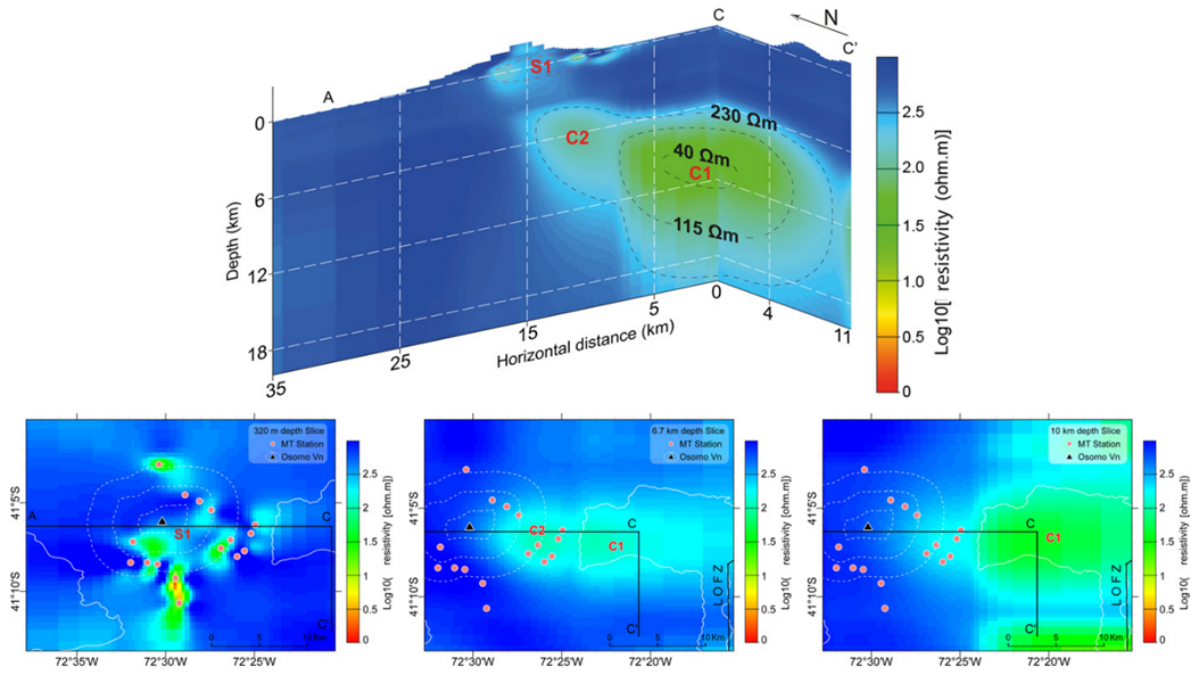 C
N
C'
A
S1
C2
230 Ωm
40 Ωm
C1
115 Ωm
0
6
12
18
Depth (km)
35
25
15
5
0
4
11
Horizontal distance (km)
2.5
2.0
1.5
1.0
0.5
0
Log10[ resistivity (ohm.m)]
320 m depth Slice
MT Station
Osorno Vn
A
C
S1
C'
0 5 10 Km
41°5'S
41°10'S
72°35'W 72°30'W 72°25'W
2.5
2
1.5
1
0.5
0
Log10( resistivity [ohm.m])
6.7 km depth Slice
MT Station
Osorno Vn
C2
C
C1
LOFZ
C'
0 5 10 Km
41°5'S
41°10'S
72°30'W 72°25'W 72°20'W
2.5
2
1.5
1
0.5
0
Log10( resistivity [ohm.m])
10 km depth Slice
MT Station
Osorno Vn
C
C1
LOFZ
C'
0 5 10 Km
41°5'S
41°10'S
72°30'W 72°25'W 72°20'W
2.5
2
1.5
1
0.5
0
Log10( resistivity [ohm.m])